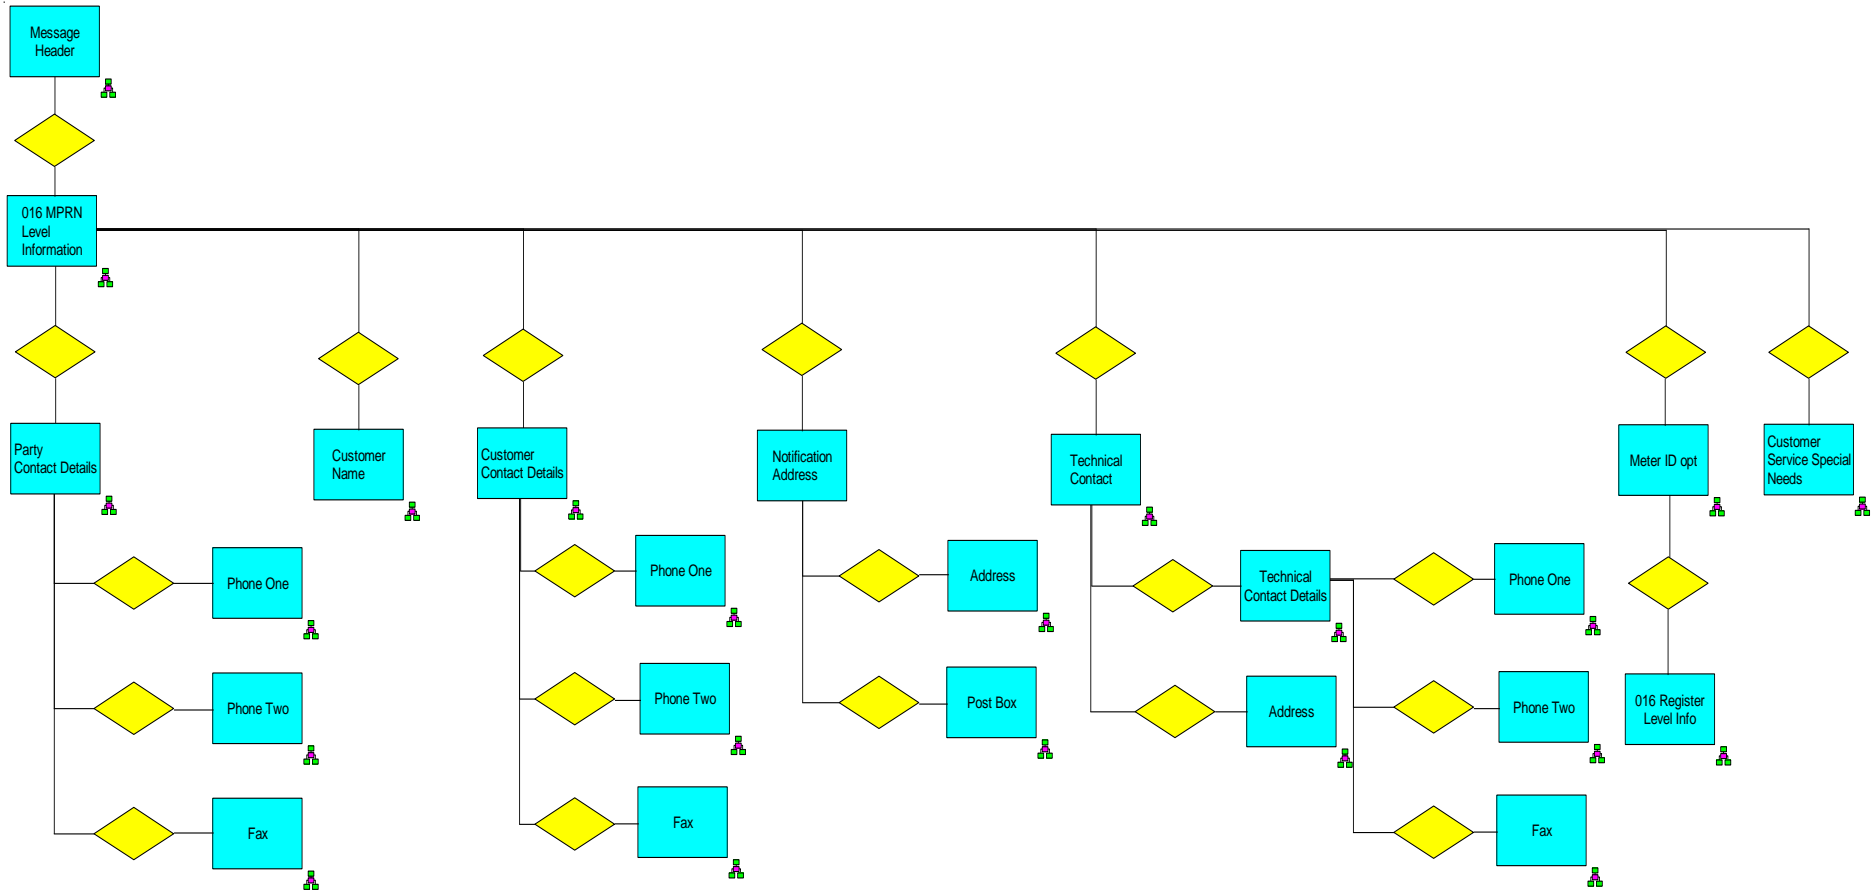 Message
Header
016 MPRN
Level
Information
Party
Contact Details
Customer
Name
Customer
Contact Details
Notification
Address
Technical
Contact
Meter ID opt
Customer
Service Special
Needs
Phone One
Phone One
Address
Technical
Contact Details
Phone One
Phone Two
Phone Two
Post Box
Address
Phone Two
016 Register
Level Info
Fax
Fax
Fax